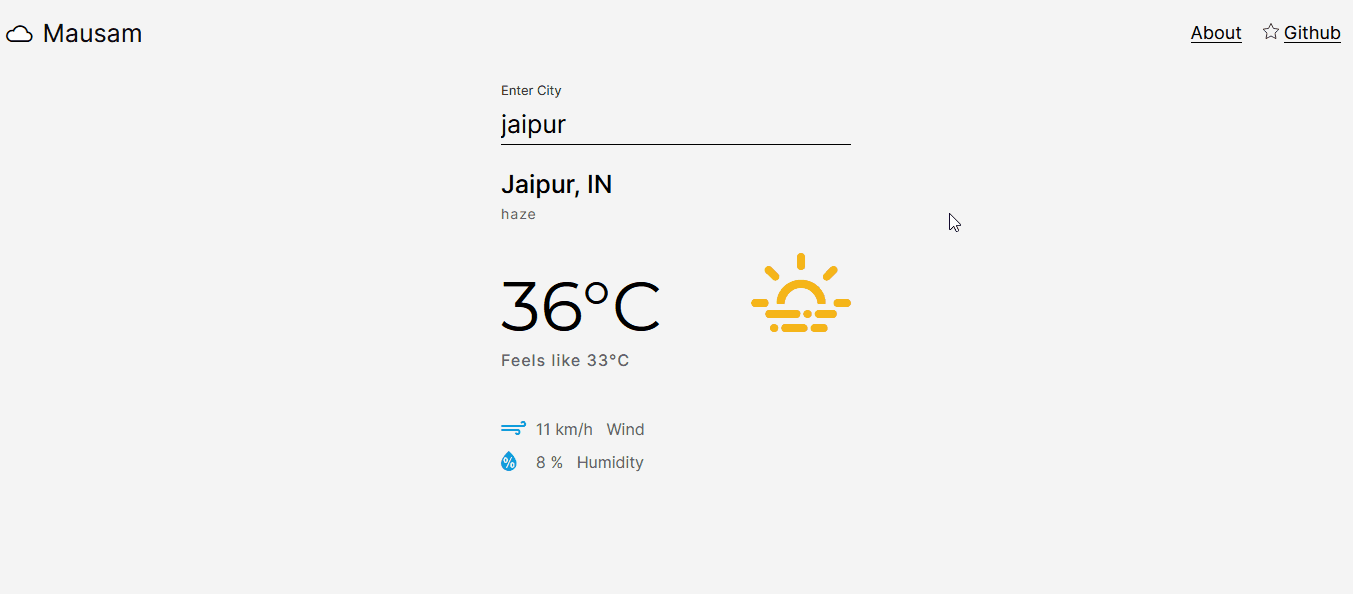 Mausam
About Github
Enter City
jaipur
Jaipur, IN
haze
36°C
Feels like 33°C
11 km/h Wind
% 8 % Humidity